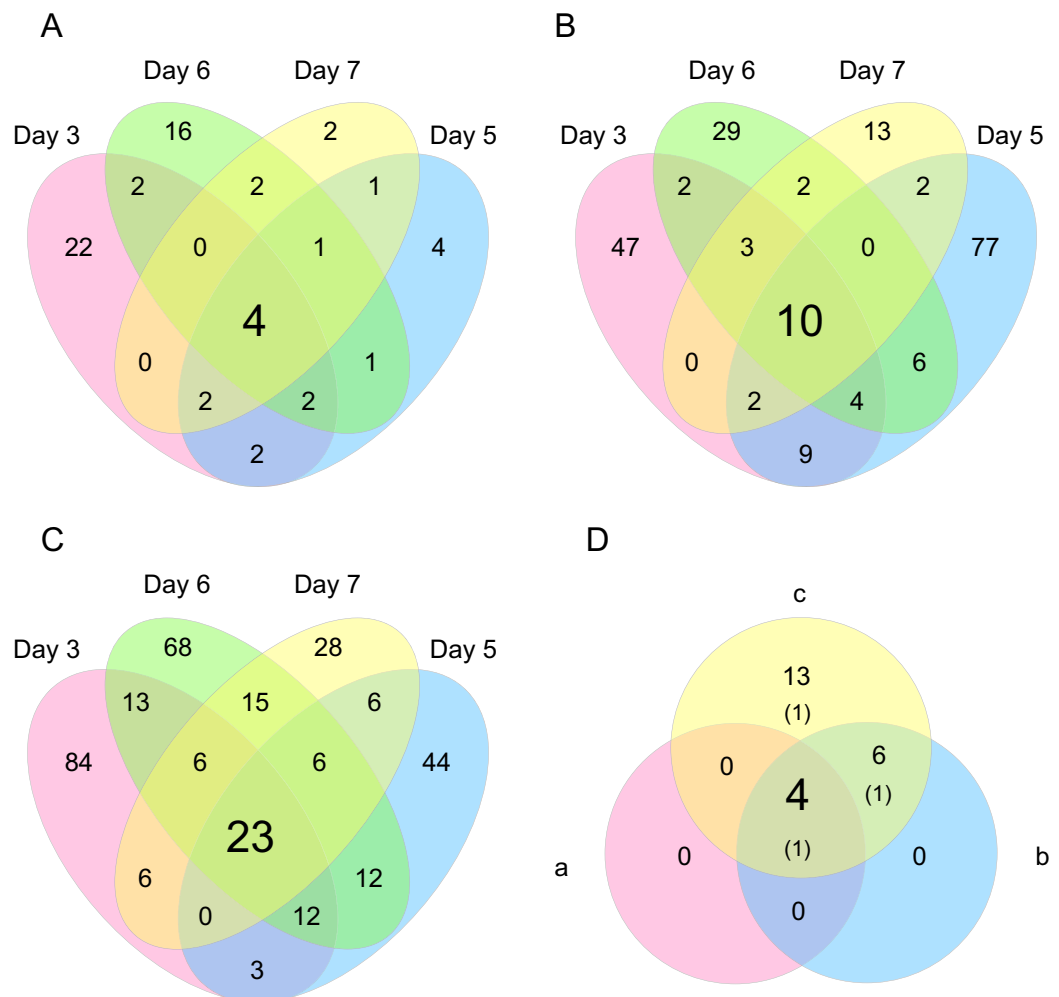 A
Day 6 Day 7
Day 3 Day 5
16 2
2 2 1
22 0 1 4
4
0 1
2 2
2
B
Day 6 Day 7
Day 3 Day 5
29 13
2 2 2
47 3 0 77
10
0 6
2 4
9
C
Day 6 Day 7
Day 3 Day 5
68 28
13 15 6
84 6 6 44
23
6 12
0 12
3
D
c
13
(1)
0 4 6
(1)
a 0 (1) 0 b
0